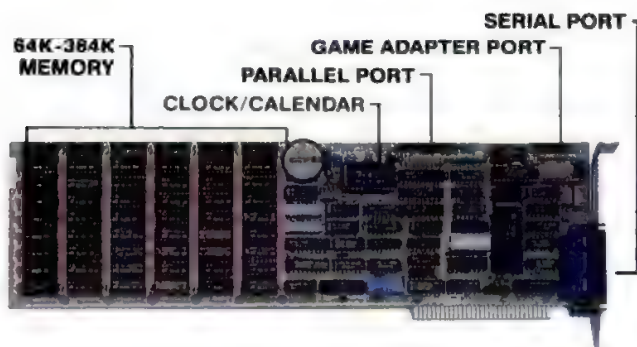 SERIAL PORT
64K-384K
MEMORY
GAME ADAPTER PORT
PARALLEL PORT
CLOCK/CALENDAR